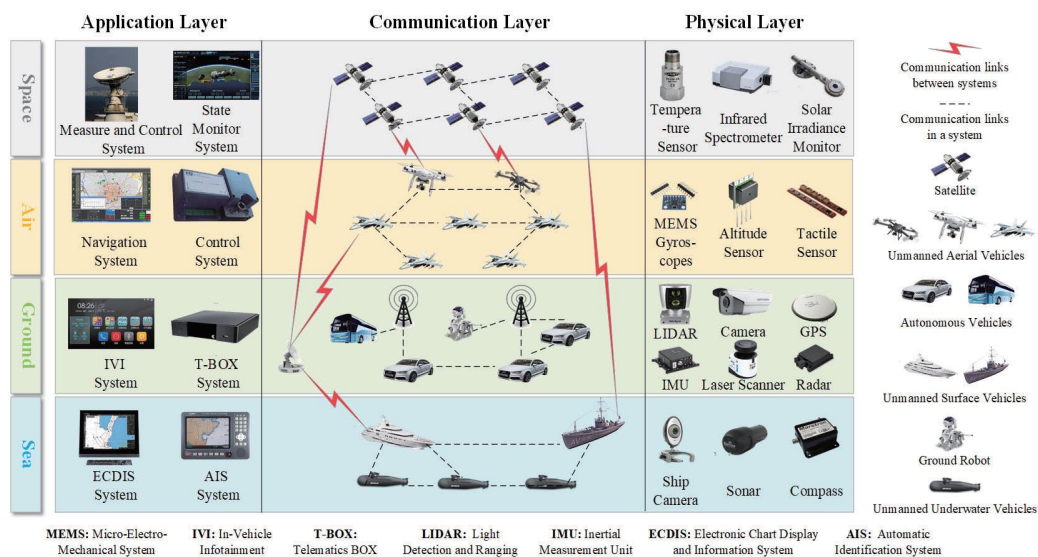 Application Layer
Communication Layer
Physical Layer
Space
Measure and Control
System
State
Monitor
System
Tempera
-ture
Sensor
Infrared
Spectrometer
Solar
Irradiance
Monitor
Air
Navigation
System
Control
System
MEMS
Gyros-
copes
Altitude
Sensor
Tactile
Sensor
Ground
08:26
IVI
System
T-BOX
System
LIDAR
Camera
GPS
IMU
Laser Scanner
Radar
Sea
ECDIS
System
AIS
System
Ship
Camera
Sonar
Compass
Communication links
between systems
Communication links
in a system
Satellite
Unmanned Aerial Vehicles
Autonomous Vehicles
Unmanned Surface Vehicles
Ground Robot
Unmanned Underwater Vehicles
MEMS: Micro-Electro-
Mechanical System
IVI: In-Vehicle
Infotainment
T-BOX:
Telematics BOX
LIDAR: Light
Detection and Ranging
IMU: Inertial
Measurement Unit
ECDIS: Electronic Chart Display
and Information System
AIS: Automatic
Identification System